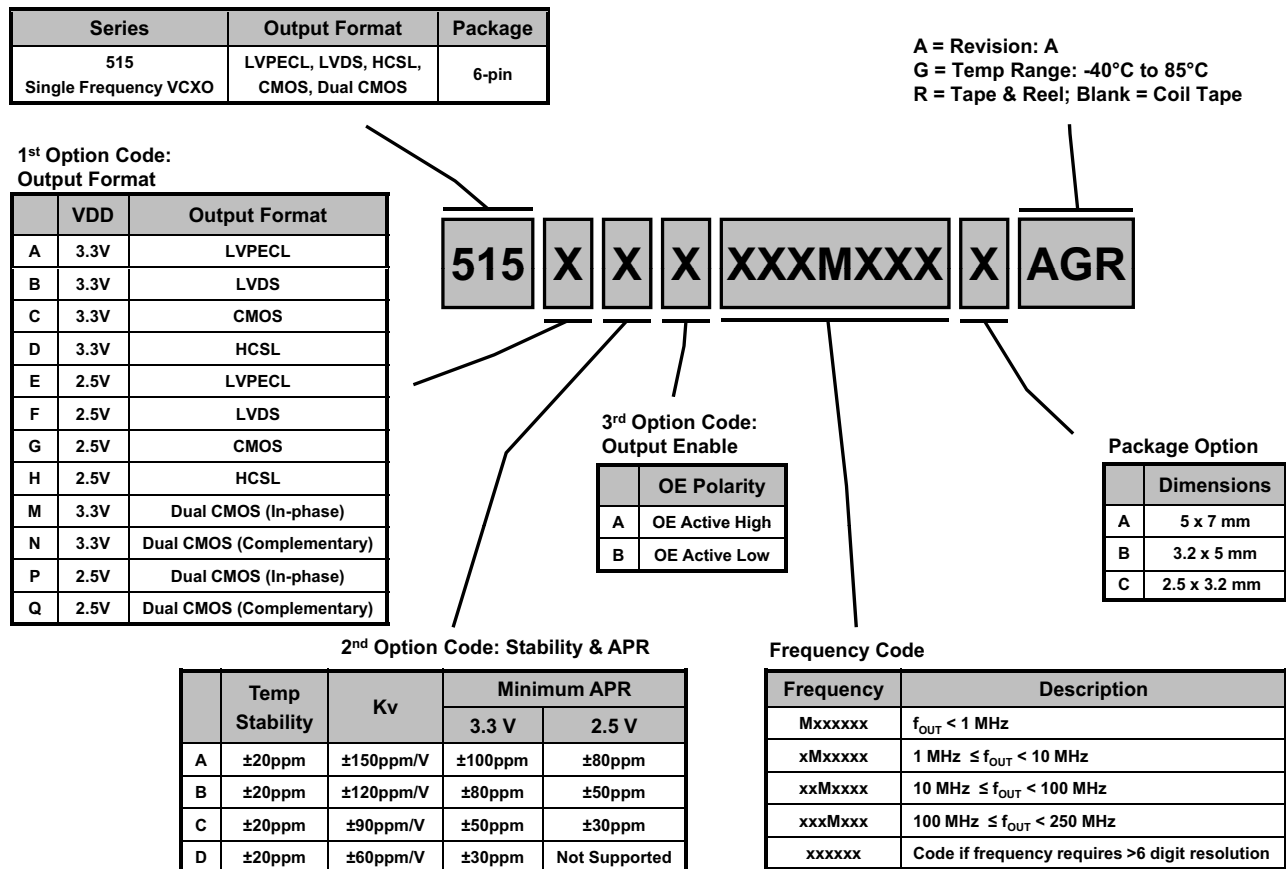 Series Output Format Package
515 Single Frequency VCXO LVPECL, LVDS, HCSL, CMOS, Dual CMOS 6-pin
A = Revision: A
G = Temp Range: -40°C to 85°C
R = Tape & Reel; Blank = Coil Tape
1st Option Code:
Output Format
VDD Output Format
A 3.3V LVPECL
B 3.3V LVDS
C 3.3V CMOS
D 3.3V HCSL
E 2.5V LVPECL
F 2.5V LVDS
G 2.5V CMOS
H 2.5V HCSL
M 3.3V Dual CMOS (In-phase)
N 3.3V Dual CMOS (Complementary)
P 2.5V Dual CMOS (In-phase)
Q 2.5V Dual CMOS (Complementary)
515 X X X XXXMXXX X AGR
3rd Option Code:
Output Enable
OE Polarity
A OE Active High
B OE Active Low
Package Option
Dimensions
A 5 x 7 mm
B 3.2 x 5 mm
C 2.5 x 3.2 mm
2nd Option Code: Stability & APR
Temp Stability Kv Minimum APR
3.3 V 2.5 V
A ±20ppm ±150ppm/V ±100ppm ±80ppm
B ±20ppm ±120ppm/V ±80ppm ±50ppm
C ±20ppm ±90ppm/V ±50ppm ±30ppm
D ±20ppm ±60ppm/V ±30ppm Not Supported
Frequency Code
Frequency Description
Mxxxxxx fOUT < 1 MHz
xMxxxxx 1 MHz ≤ fOUT < 10 MHz
xxMxxxx 10 MHz ≤ fOUT < 100 MHz
xxxMxxx 100 MHz ≤ fOUT < 250 MHz
xxxxxx Code if frequency requires >6 digit resolution